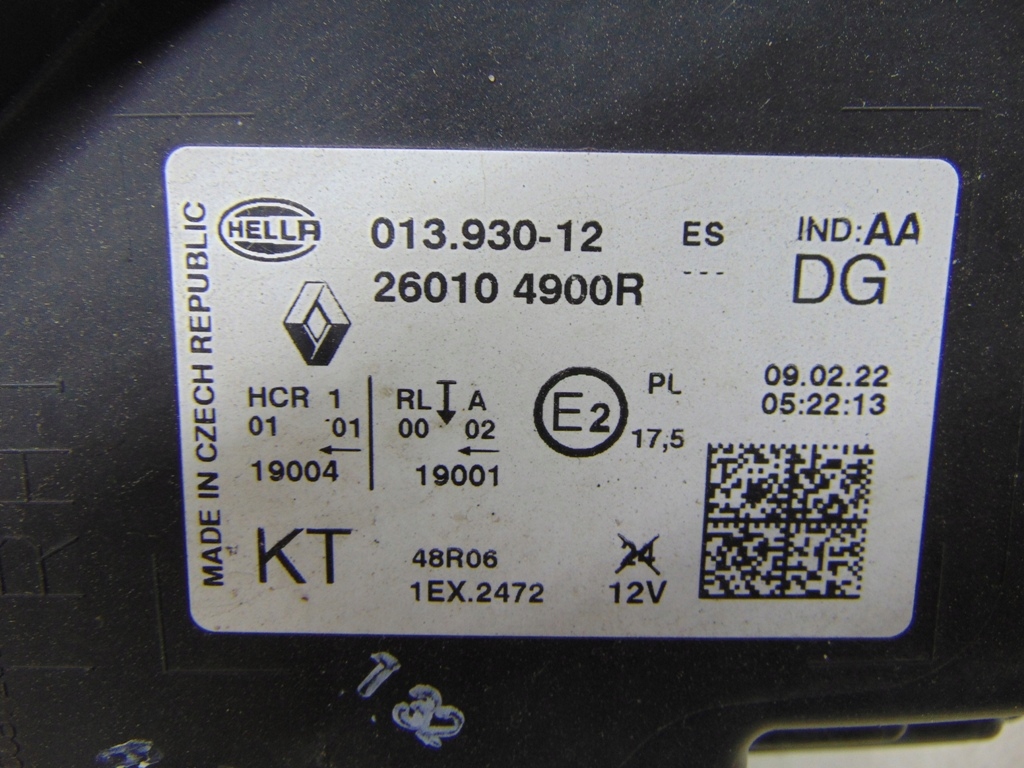 MADE IN CZECH REPUBLIC
HELLA
013.930-12
ES
IND:AA
26010 4900R
---
DG
HCR 1
RL A
E2
PL
09.02.22
01 01
00 02
17,5
05:22:13
19004
19001
KT
48R06
24
1EX.2472
12V